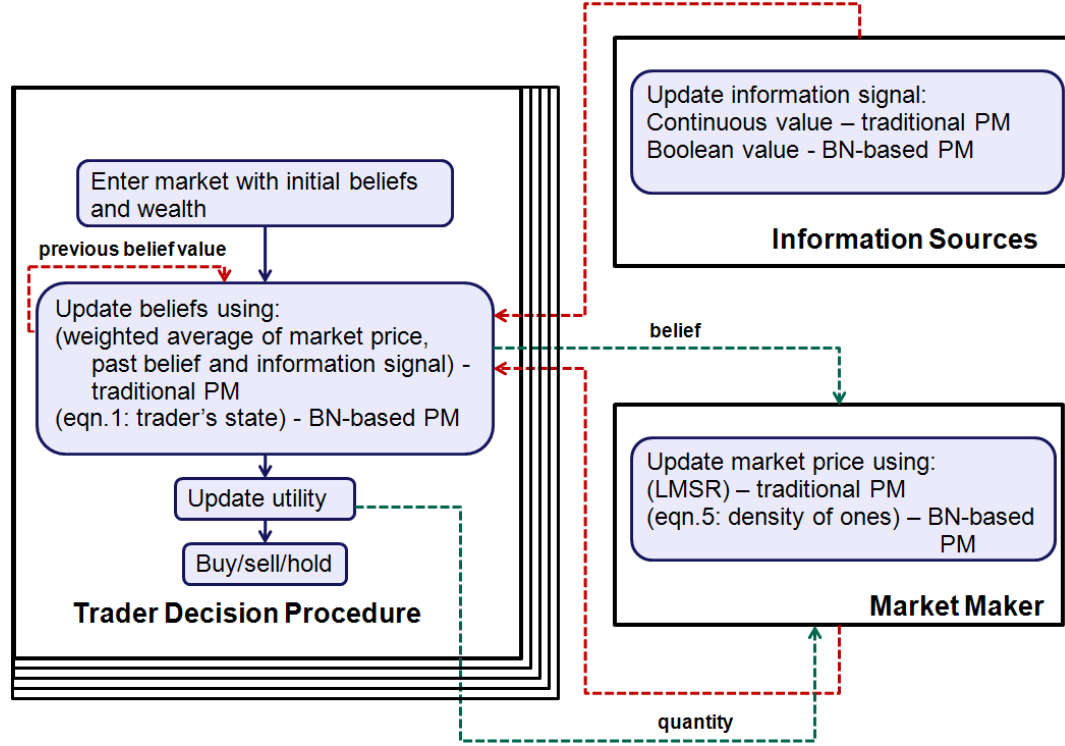 Enter market with initial beliefs
and wealth
previous belief value
Update beliefs using:
(weighted average of market price,
past belief and information signal) -
traditional PM
(eqn.1: trader's state) - BN-based PM
Update utility
Buy/sell/hold
Trader Decision Procedure
Update information signal:
Continuous value – traditional PM
Boolean value - BN-based PM
Information Sources
belief
Update market price using:
(LMSR) – traditional PM
(eqn.5: density of ones) – BN-based
PM
Market Maker
quantity